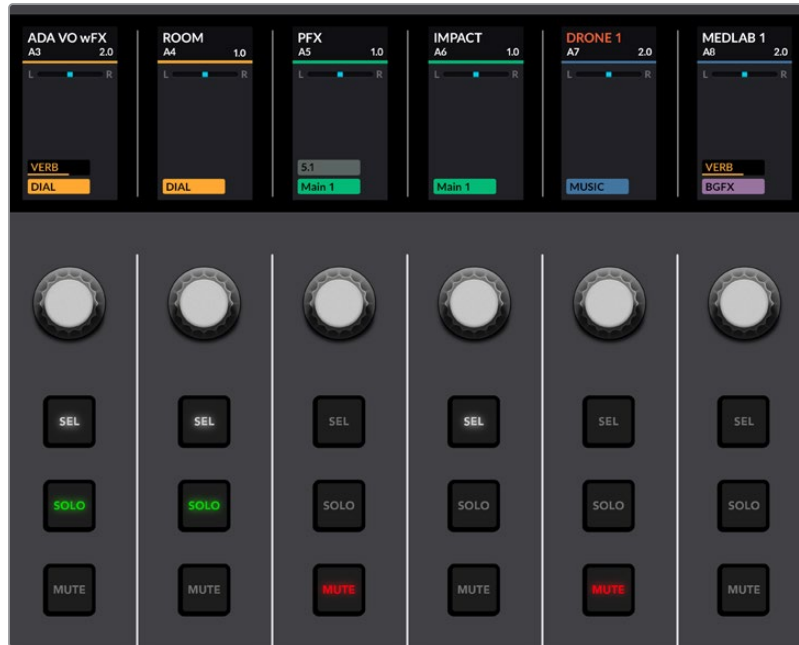 ADA VO wFX
A3 2.0
L R
VERB
DIAL
ROOM
A4 1.0
L R
DIAL
PFX
A5 1.0
L R
5.1
Main 1
IMPACT
A6 1.0
L R
Main 1
DRONE 1
A7 2.0
L R
MUSIC
MEDLAB 1
A8 2.0
L R
VERB
BGFX
SEL SEL SEL SEL SEL SEL
SOLO SOLO SOLO SOLO SOLO SOLO
MUTE MUTE MUTE MUTE MUTE MUTE